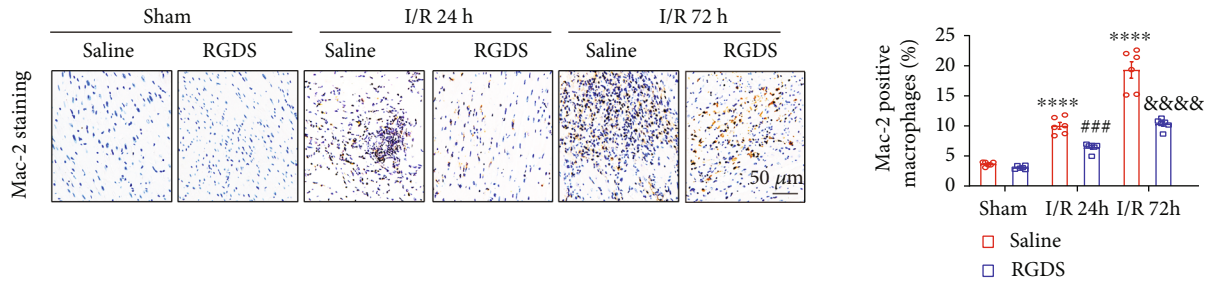 Sham I/R 24 h I/R 72 h
Saline RGDS Saline RGDS Saline RGDS
Mac-2 staining
50 μm
Mac-2 positive
macrophages (%)
25
20
15
10
5
0
****
###
****
&&&&
Sham I/R 24h I/R 72h
Saline
RGDS